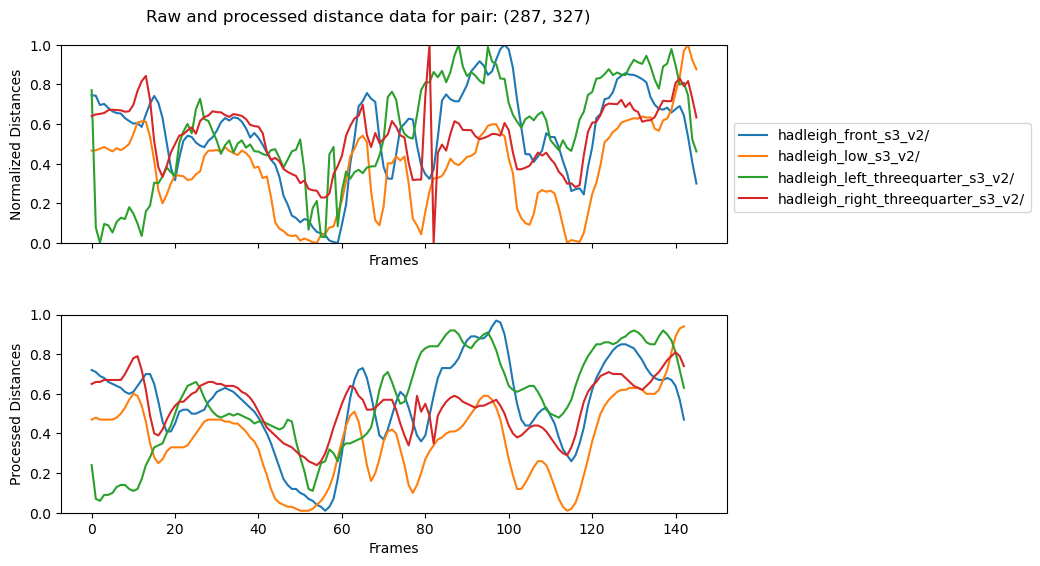 Raw and processed distance data for pair: (287, 327)
1.0
0.8
0.6
0.4
0.2
0.0
Normalized Distances
Frames
hadleigh_front_s3_v2/
hadleigh_low_s3_v2/
hadleigh_left_threequarter_s3_v2/
hadleigh_right_threequarter_s3_v2/
1.0
0.8
0.6
0.4
0.2
0.0
Processed Distances
0 20 40 60 80 100 120 140
Frames